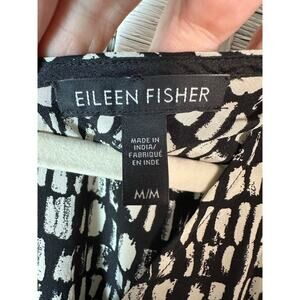 EILEEN FISHER
MADE IN
INDIA/
FABRIQUÉ
EN INDE
M/M